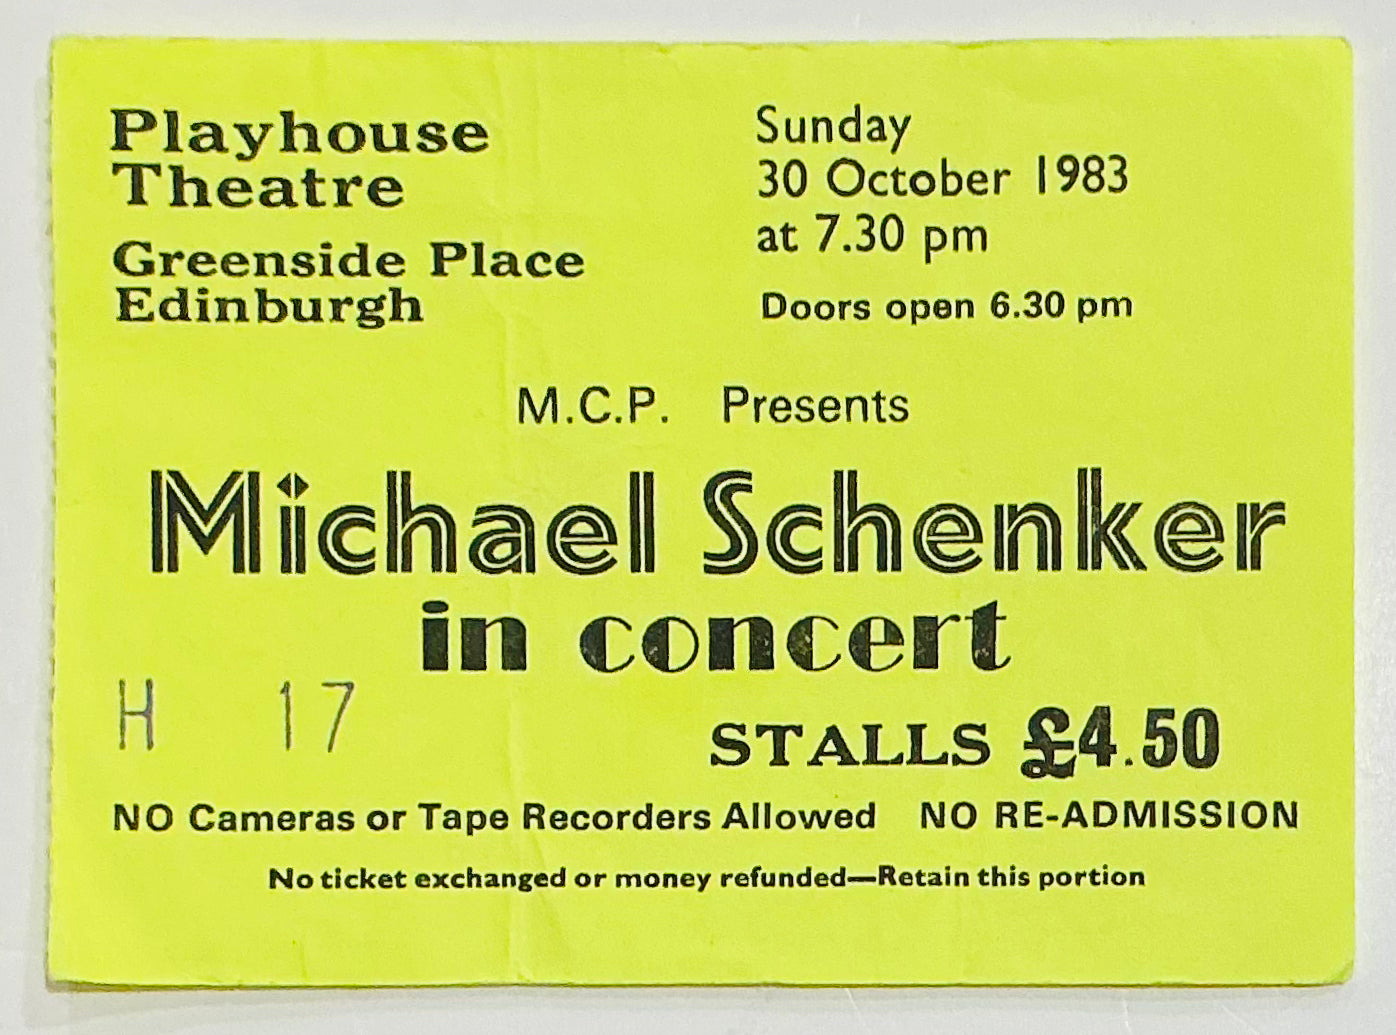 Playhouse
Theatre
Greenside Place
Edinburgh
Sunday
30 October 1983
at 7.30 pm
Doors open 6.30 pm
M.C.P. Presents
Michael Schenker
in concert
H 17
STALLS £4.50
NO Cameras or Tape Recorders Allowed NO RE-ADMISSION
No ticket exchanged or money refunded—Retain this portion